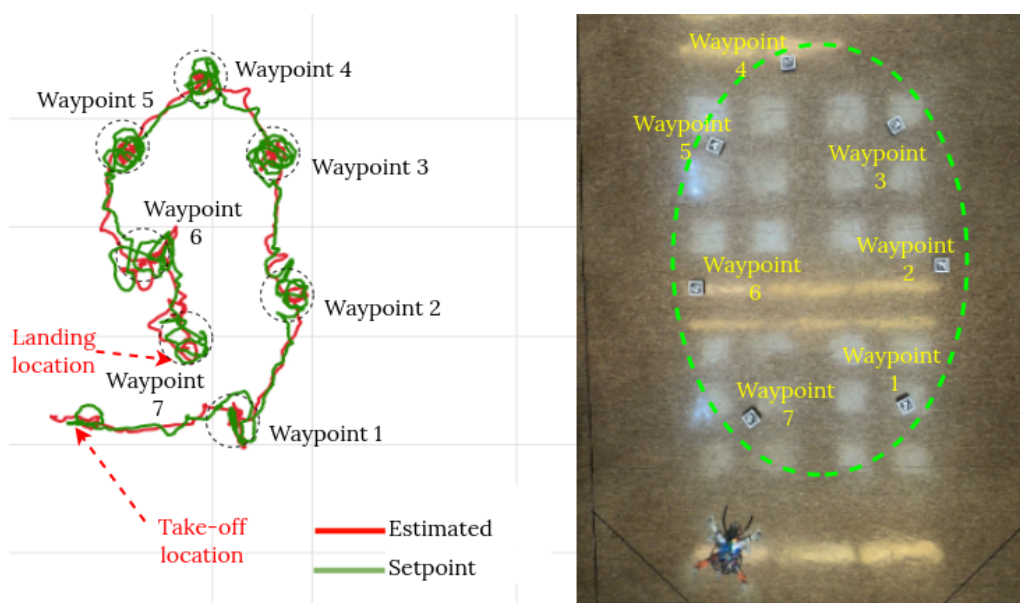 Waypoint 4
Waypoint 5
Waypoint 3
Waypoint
6
Waypoint 2
Landing
location
Waypoint
7
Waypoint 1
Take-off
location
Estimated
Setpoint
Waypoint
4
Waypoint
5
Waypoint
3
Waypoint
2
Waypoint
6
Waypoint
1
Waypoint
7